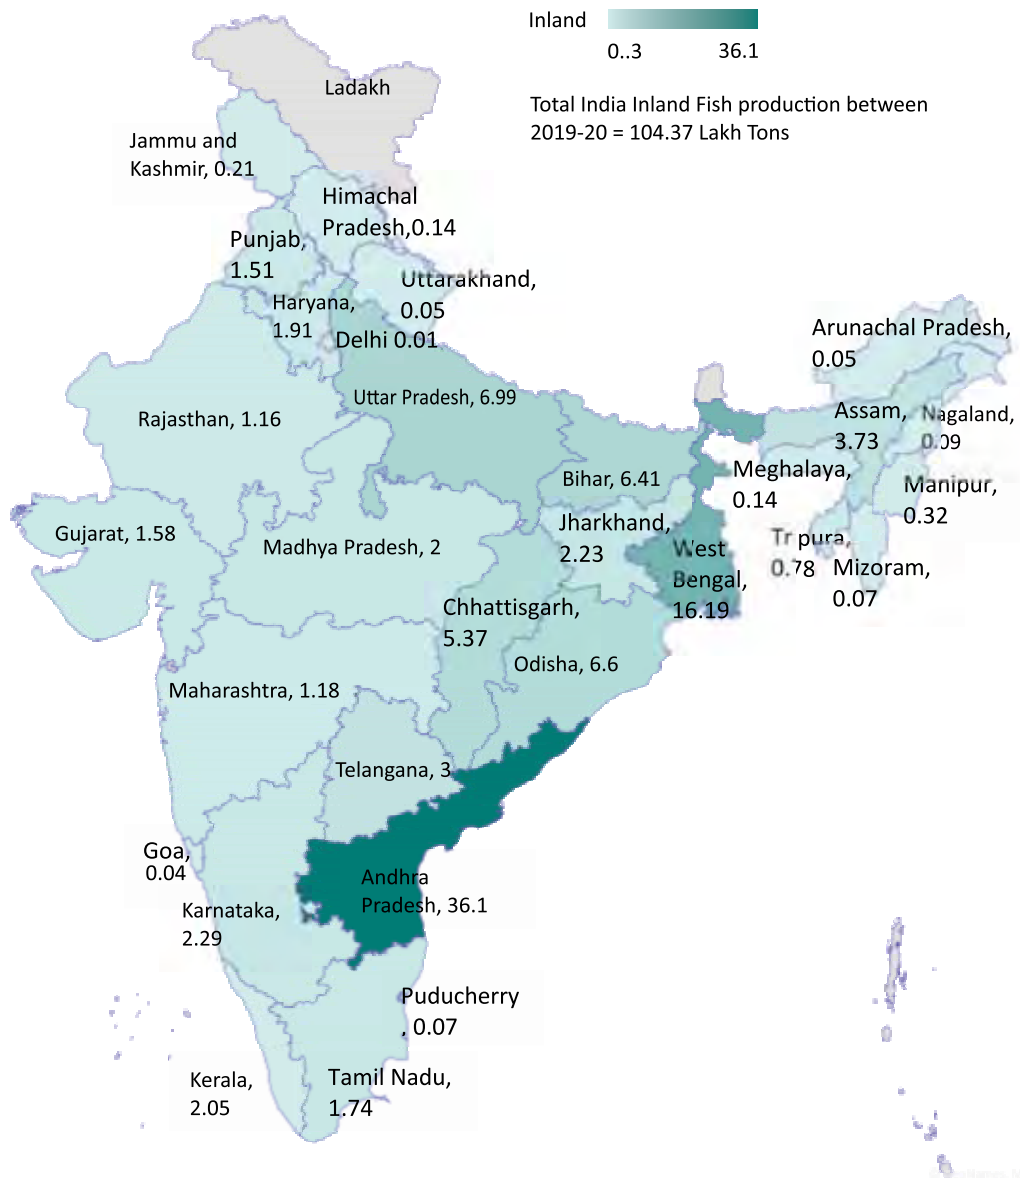 Inland
0..3 36.1
Total India Inland Fish production between
2019-20 = 104.37 Lakh Tons
Ladakh
Jammu and
Kashmir, 0.21
Himachal
Pradesh,0.14
Punjab,
1.51
Uttarakhand,
0.05
Haryana,
1.91
Delhi 0.01
Arunachal Pradesh,
0.05
Uttar Pradesh, 6.99
Rajasthan, 1.16
Assam,
3.73
Nagaland,
0.09
Bihar, 6.41
Meghalaya,
0.14
Manipur,
0.32
Gujarat, 1.58
Madhya Pradesh, 2
Jharkhand,
2.23
West
Bengal,
16.19
Tr pura,
0.78
Mizoram,
0.07
Chhattisgarh,
5.37
Odisha, 6.6
Maharashtra, 1.18
Telangana, 3
Goa,
0.04
Andhra
Pradesh, 36.1
Karnataka,
2.29
Puducherry
, 0.07
Kerala,
2.05
Tamil Nadu,
1.74